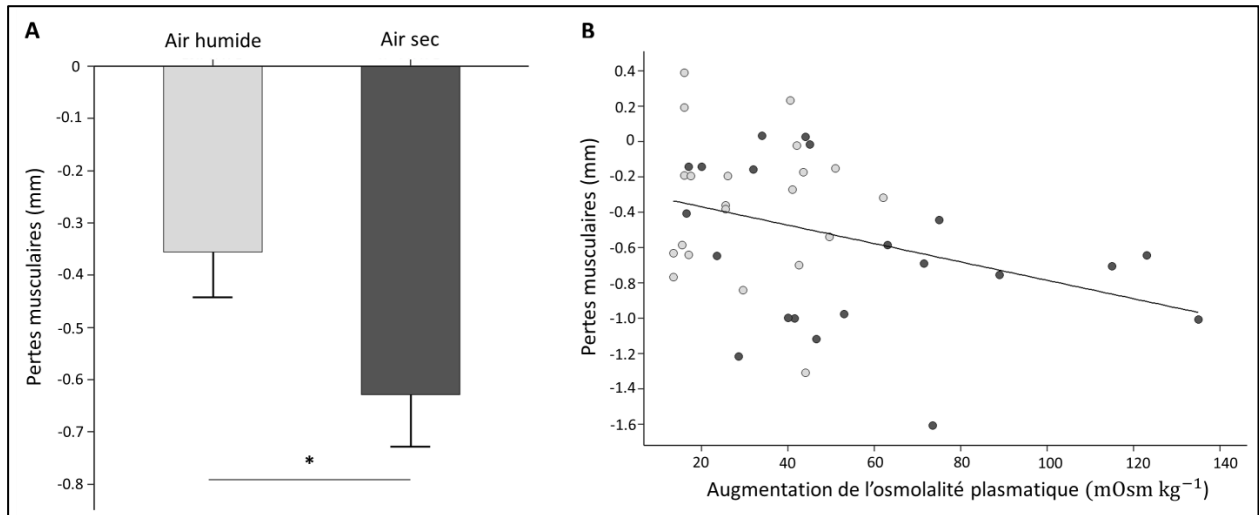 A
Air humide
Air sec
0
-0.1
-0.2
-0.3
-0.4
-0.5
-0.6
-0.7
-0.8
Pertes musculaires (mm)
*
B
0.4
0.2
0
-0.2
-0.4
-0.6
-0.8
-1.0
-1.2
-1.4
-1.6
Pertes musculaires (mm)
20 40 60 80 100 120 140
Augmentation de l’osmolalité plasmatique (mOsm kg⁻¹)